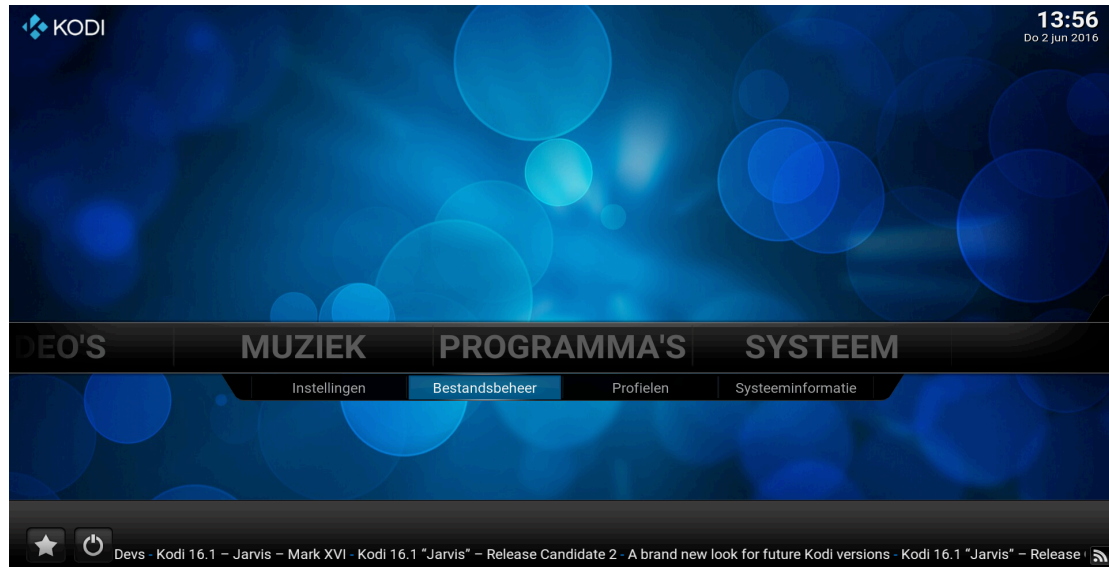 KODI
13:56
Do 2 jun 2016
DEO'S MUZIEK PROGRAMMA'S SYSTEEM
Instellingen Bestandsbeheer Profielen Systeeminformatie
Devs - Kodi 16.1 – Jarvis – Mark XVI - Kodi 16.1 “Jarvis” – Release Candidate 2 - A brand new look for future Kodi versions - Kodi 16.1 “Jarvis” – Release